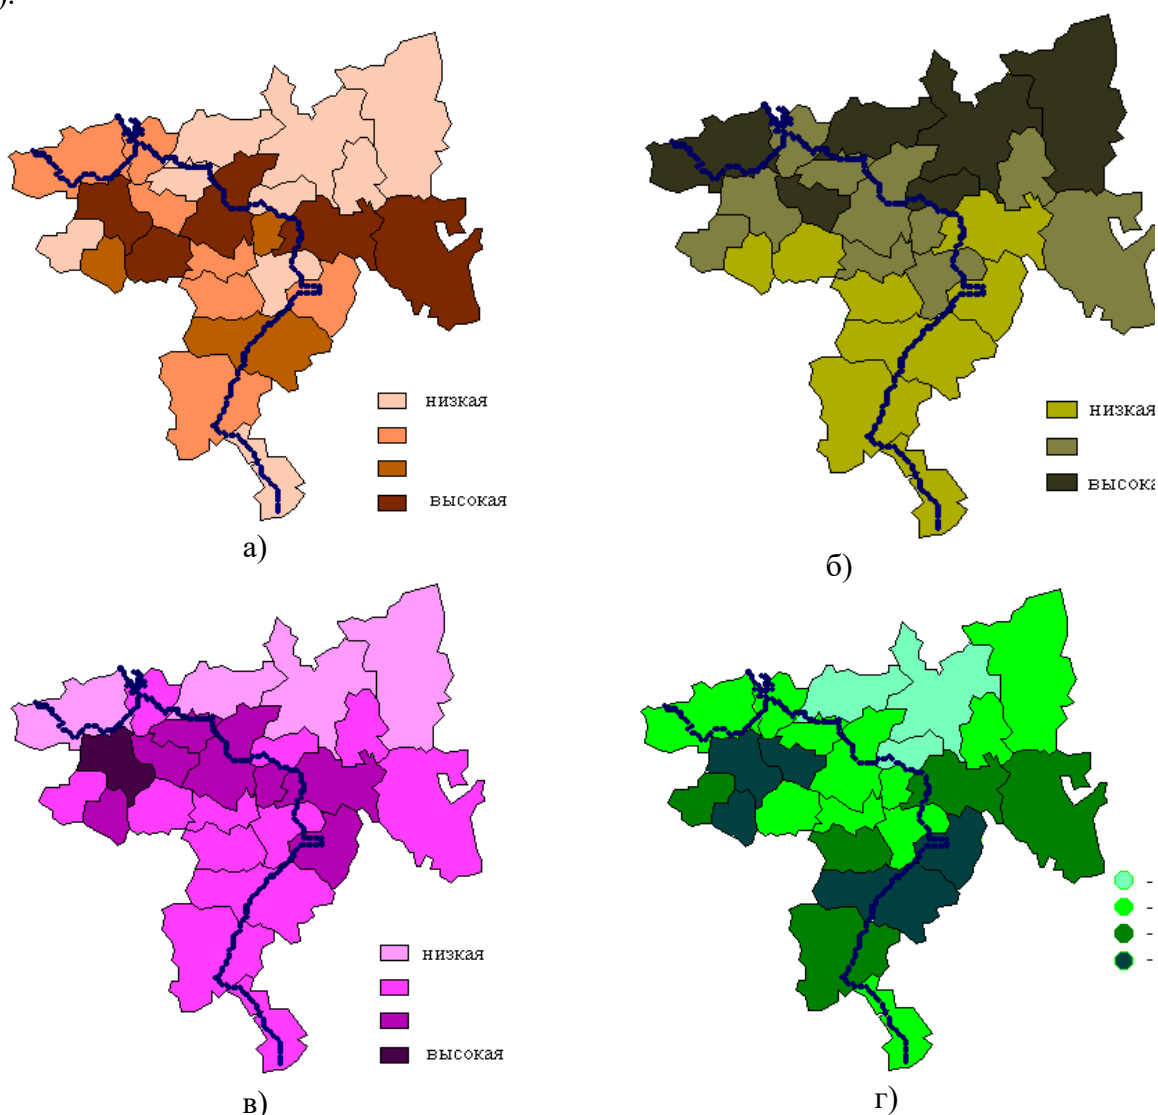 ).
низкая
высокая
а)
низкая
высока
б)
низкая
высокая
в)
-
-
-
-
г)